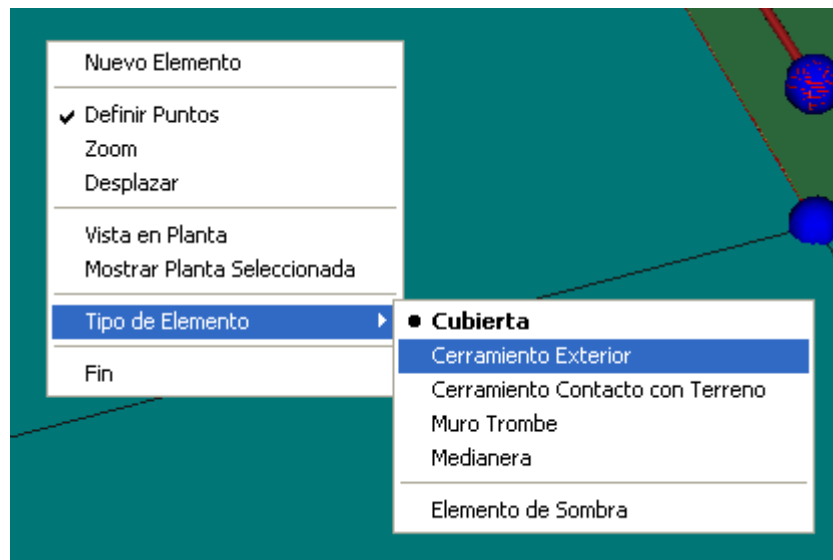 Nuevo Elemento
Definir Puntos
Zoom
Desplazar
Vista en Planta
Mostrar Planta Seleccionada
Tipo de Elemento
Fin
Cubierta
Cerramiento Exterior
Cerramiento Contacto con Terreno
Muro Trombe
Medianera
Elemento de Sombra